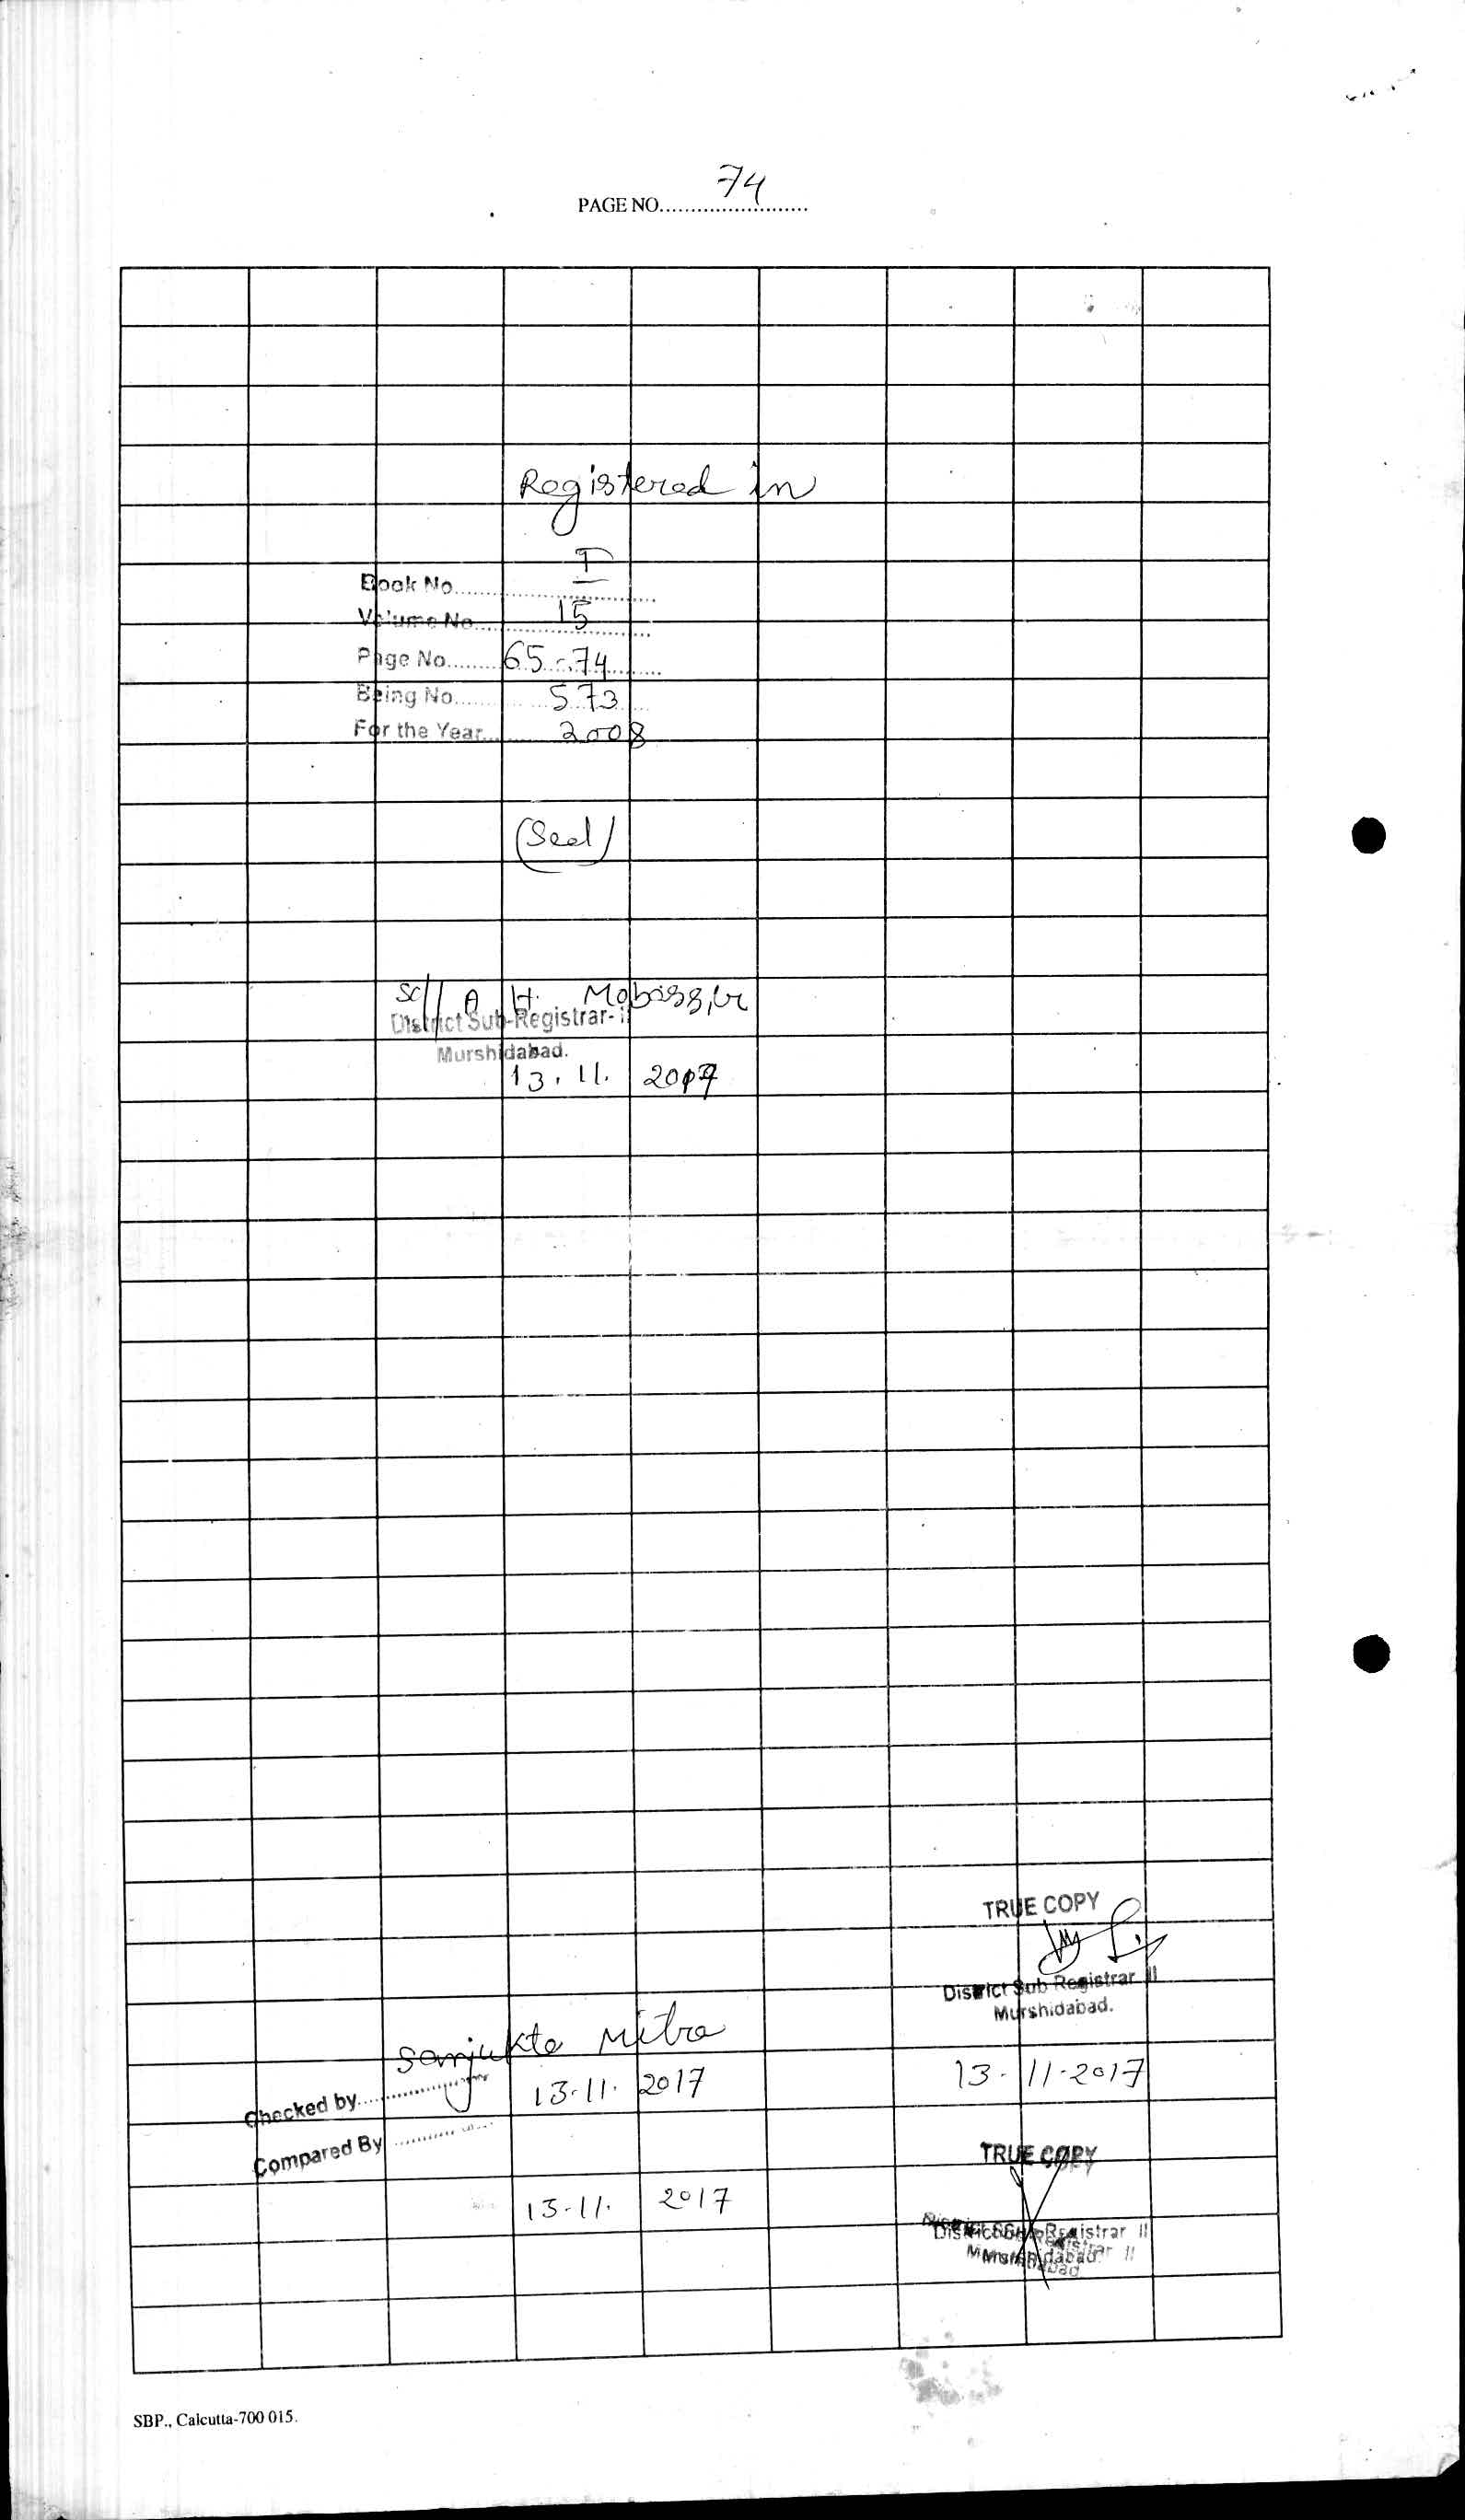 PAGE NO. 74
Registered in
Book No. I
Volume No. 15
Page No. 65-74
Being No. 573
For the Year 2008
(Seal)
Sd/ A H. Mobassir
District Sub-Registrar-II
Murshidabad.
13.11.
TRUE COPY
District Sub Registrar II
Murshidabad.
13-11-2017
Sanjukta Mitra
Checked by
13-11. 2017
Compared By
13-11. 2017
TRUE COPY
District Sub Registrar II
Murshidabad
SBP., Calcutta-700 015.